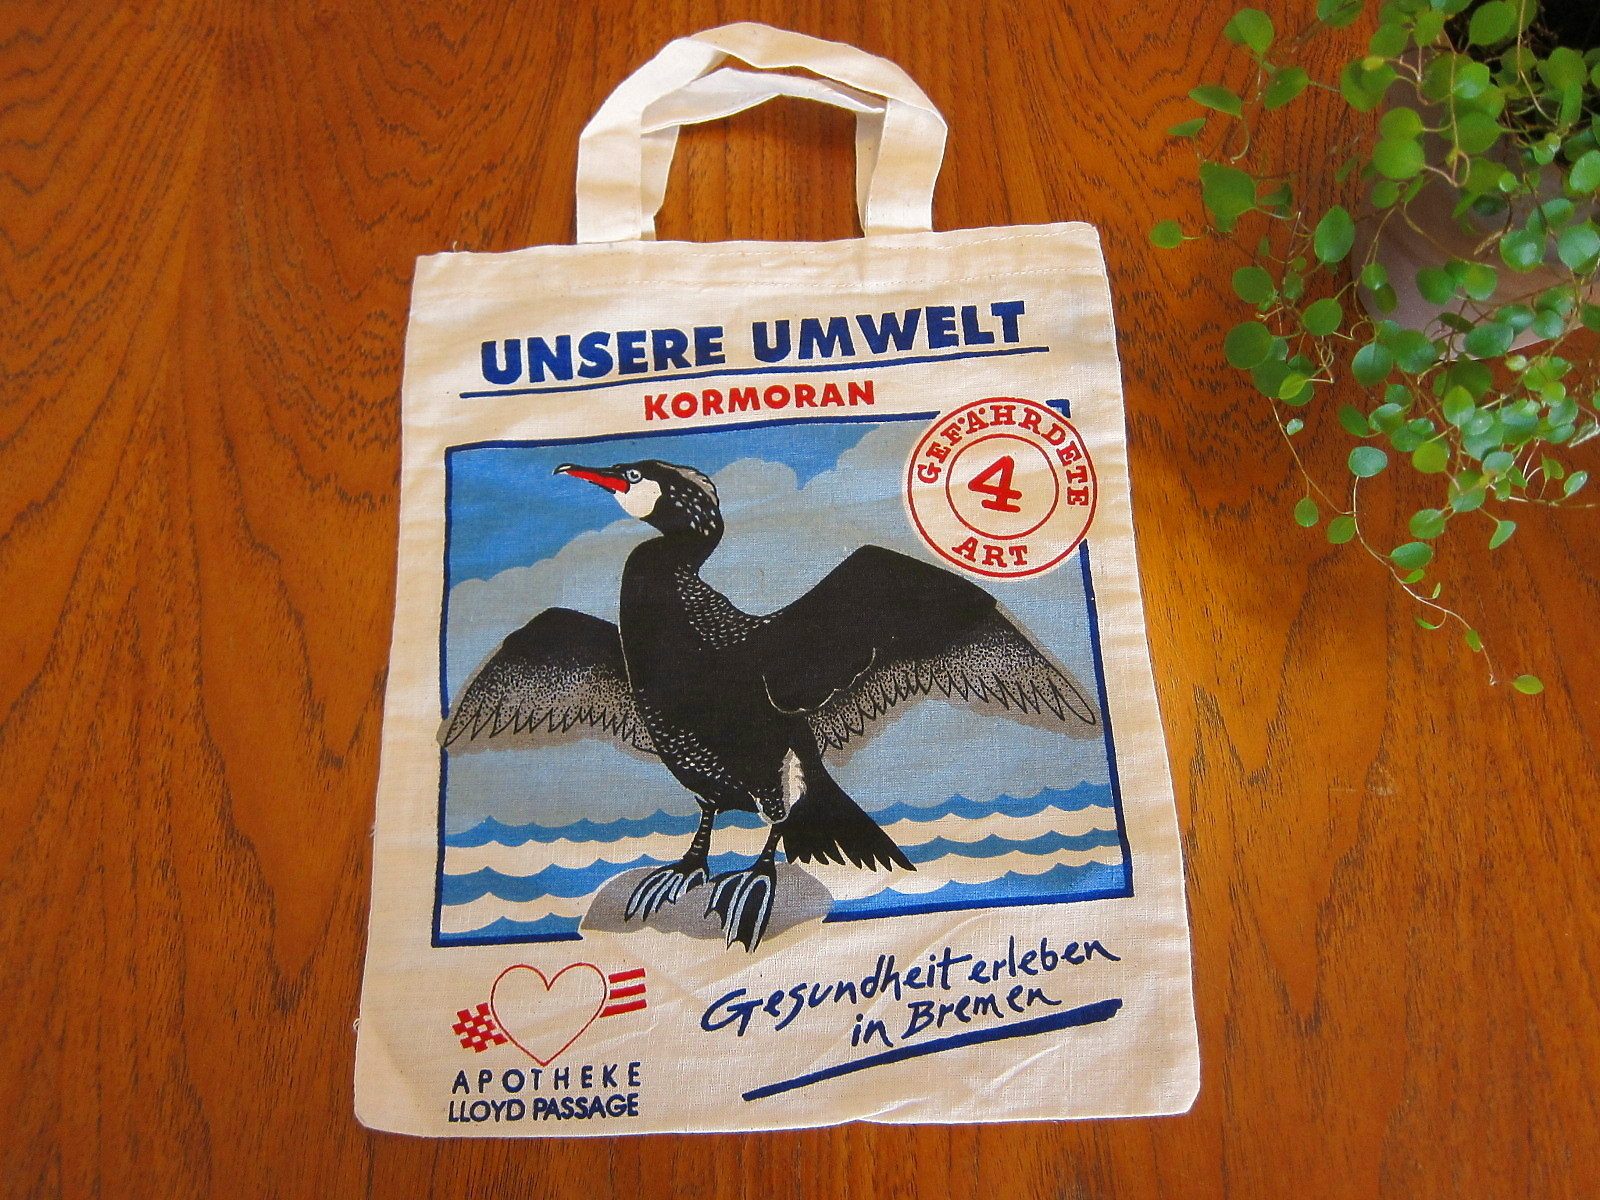 UNSERE UMWELT
KORMORAN
GEFÄHRDETE
4
ART
Gesundheit erleben
in Bremen
APOTHEKE
LLOYD PASSAGE